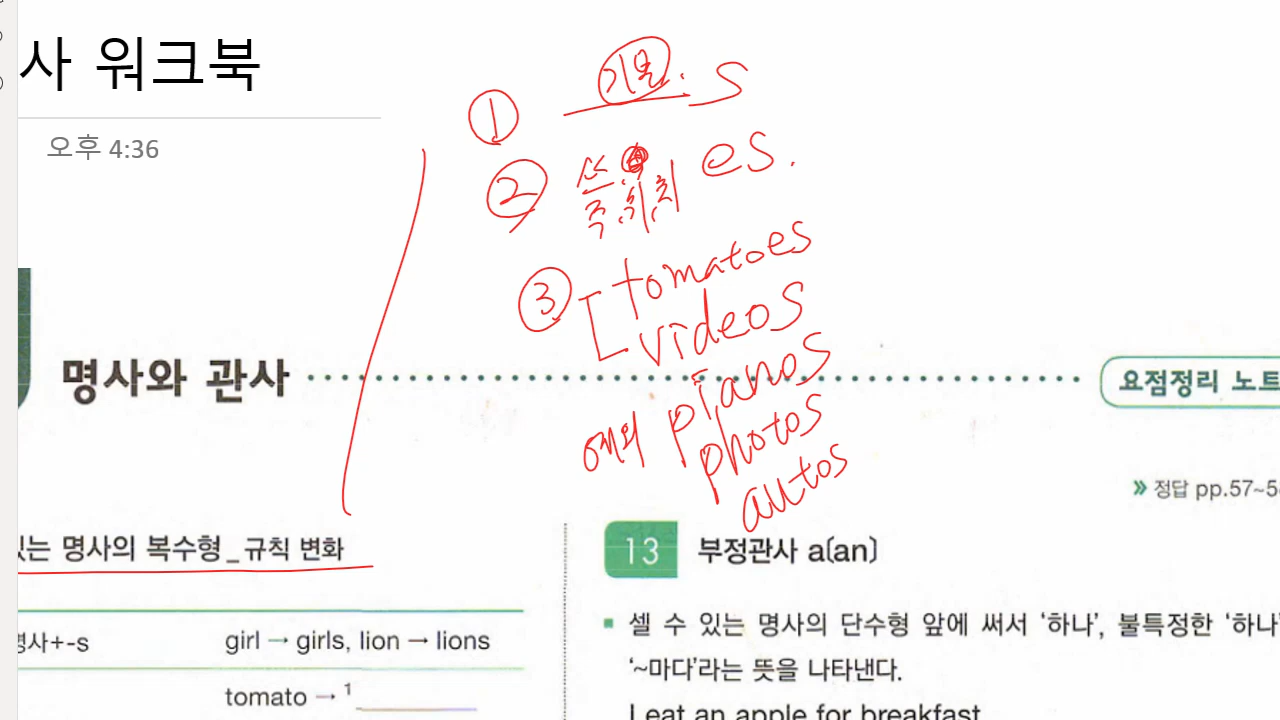 사 워크북
오후 4:36
① 기본. s
② es.
③ tomatoes
videos
예외 pianos
photos
autos
명사와 관사
요점정리 노트
» 정답 pp.57~5
있는 명사의 복수형_규칙 변화
명사+-s girl → girls, lion → lions
tomato → 1
13 부정관사 a(an)
▪ 셀 수 있는 명사의 단수형 앞에 써서 ‘하나’, 불특정한 ‘하나’
‘~마다’라는 뜻을 나타낸다.
I eat an apple for breakfast